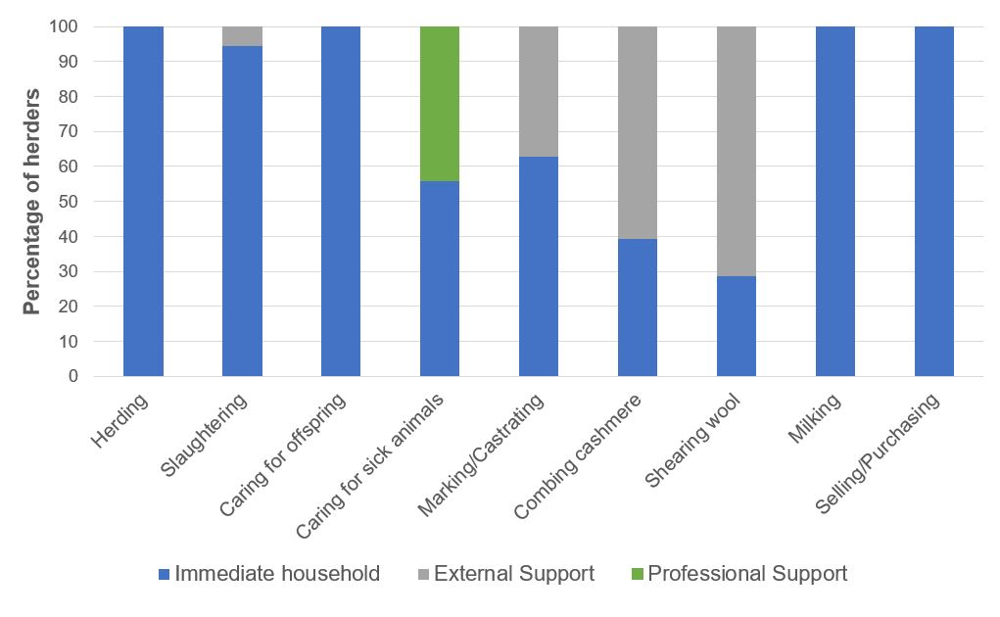 Percentage of herders
100
90
80
70
60
50
40
30
20
10
0
Herding
Slaughtering
Caring for offspring
Caring for sick animals
Marking/Castrating
Combing cashmere
Shearing wool
Milking
Selling/Purchasing
Immediate household
External Support
Professional Support